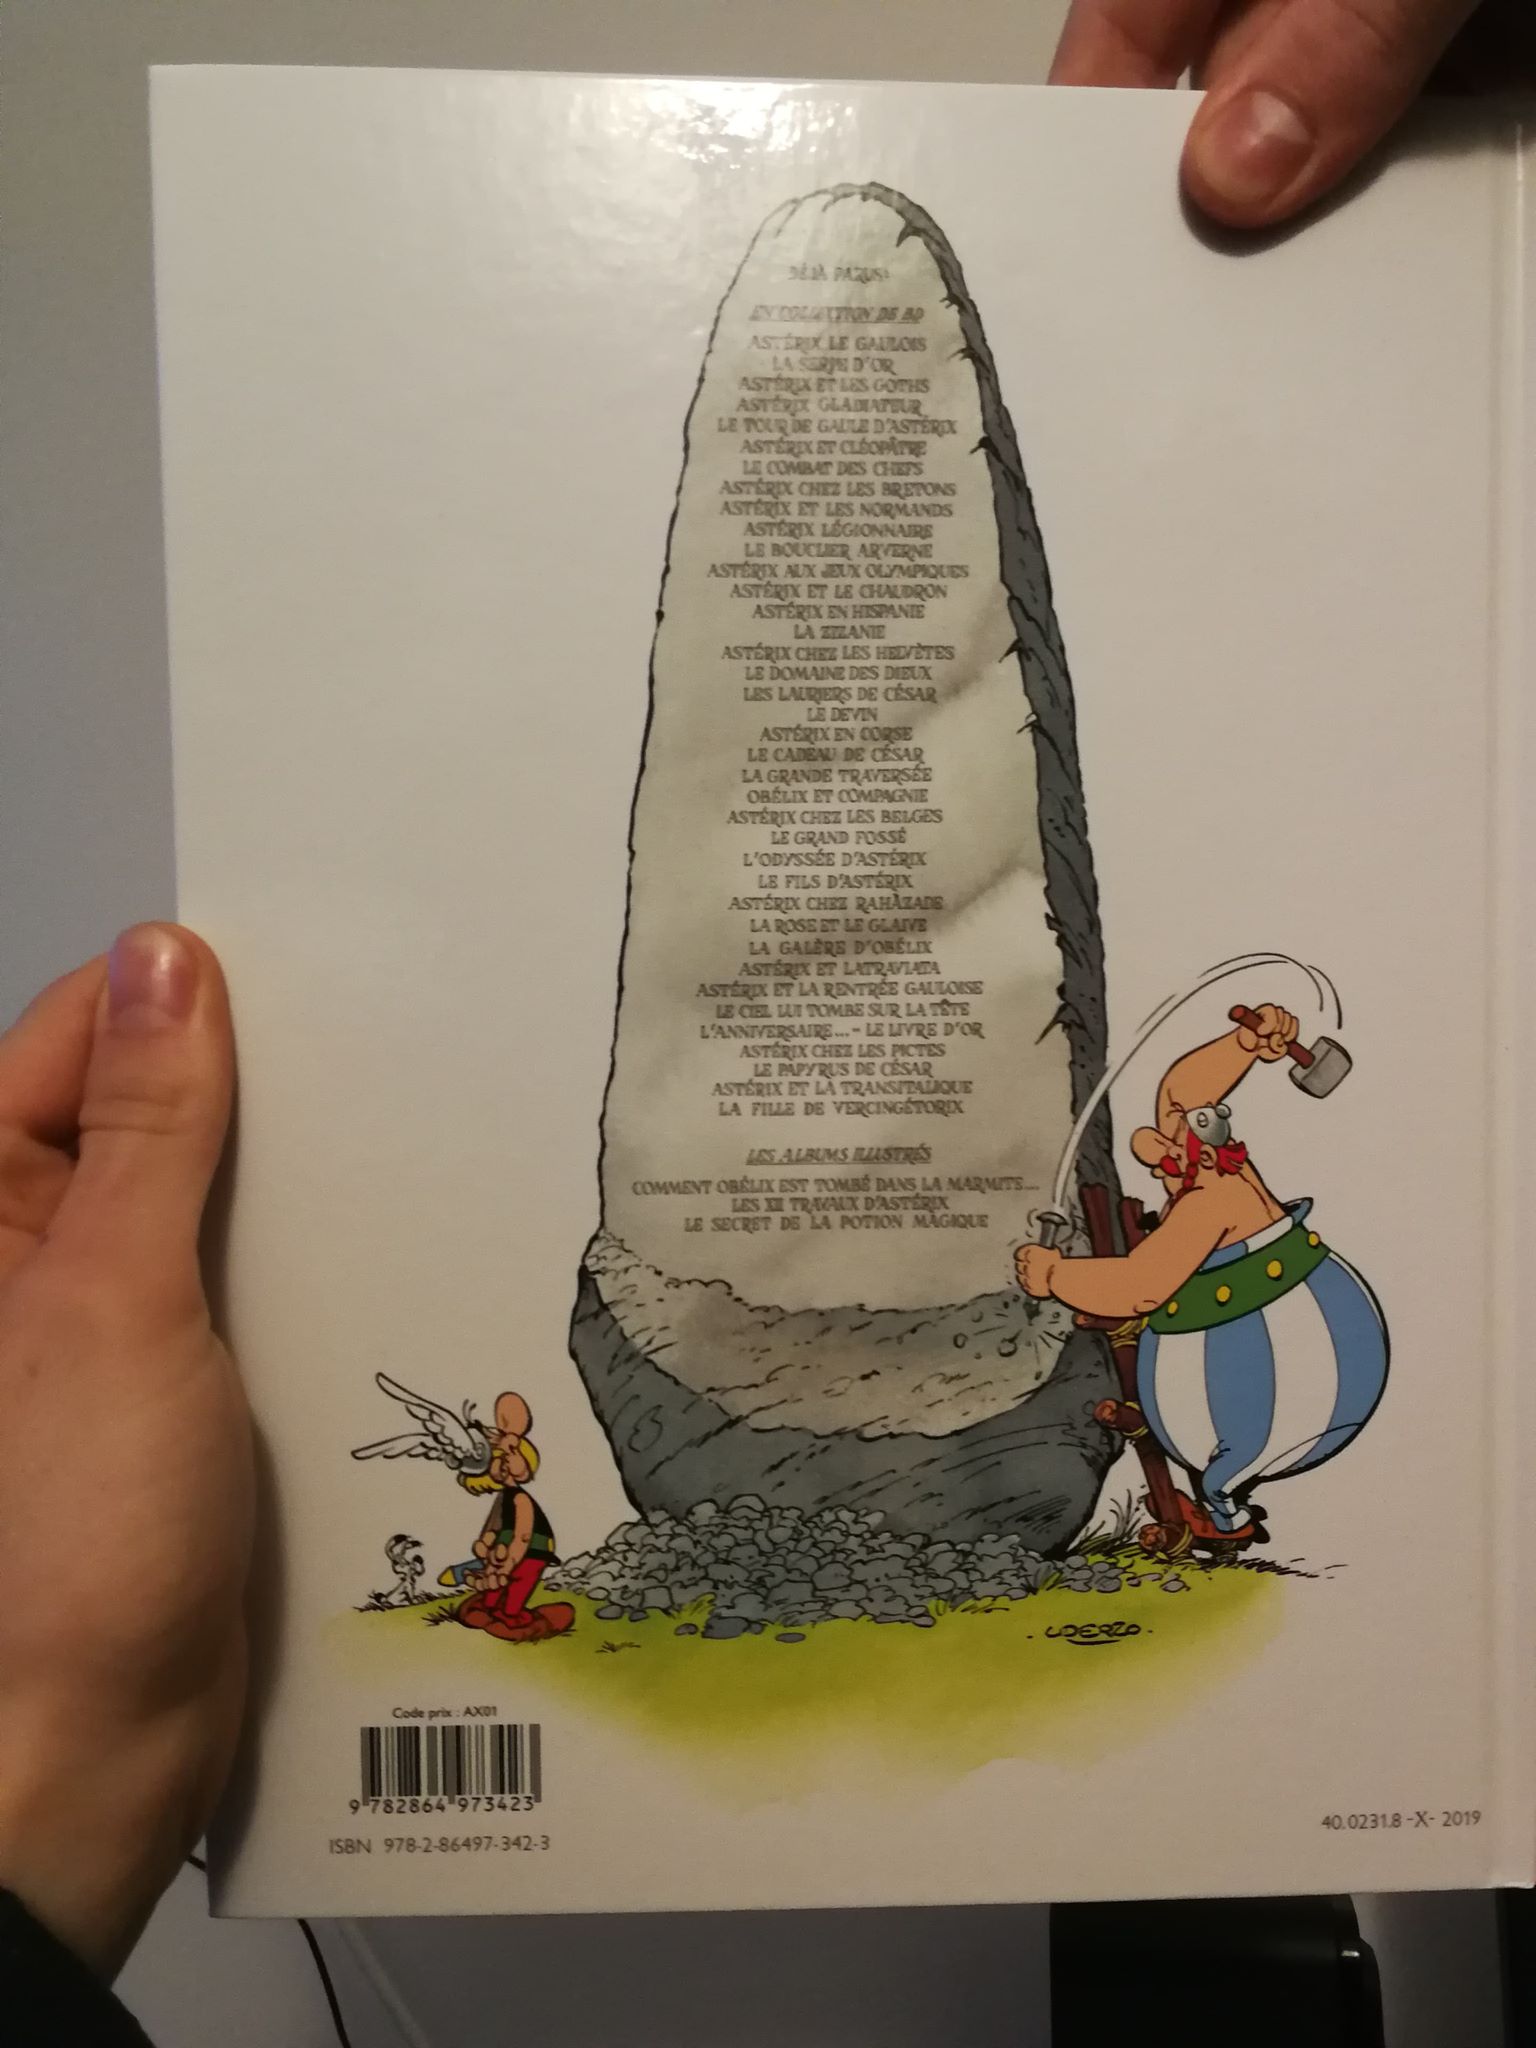 DÉJÀ PARUS:
EN COLLECTION DE BD
ASTÉRIX LE GAULOIS
LA SERPE D'OR
ASTÉRIX ET LES GOTHS
ASTÉRIX GLADIATEUR
LE TOUR DE GAULE D'ASTÉRIX
ASTÉRIX ET CLÉOPÂTRE
LE COMBAT DES CHEFS
ASTÉRIX CHEZ LES BRETONS
ASTÉRIX ET LES NORMANDS
ASTÉRIX LÉGIONNAIRE
LE BOUCLIER ARVERNE
ASTÉRIX AUX JEUX OLYMPIQUES
ASTÉRIX ET LE CHAUDRON
ASTÉRIX EN HISPANIE
LA ZIZANIE
ASTÉRIX CHEZ LES HELVÈTES
LE DOMAINE DES DIEUX
LES LAURIERS DE CÉSAR
LE DEVIN
ASTÉRIX EN CORSE
LE CADEAU DE CÉSAR
LA GRANDE TRAVERSÉE
OBÉLIX ET COMPAGNIE
ASTÉRIX CHEZ LES BELGES
LE GRAND FOSSÉ
L'ODYSSÉE D'ASTÉRIX
LE FILS D'ASTÉRIX
ASTÉRIX CHEZ RAHÀZADE
LA ROSE ET LE GLAIVE
LA GALÈRE D'OBÉLIX
ASTÉRIX ET LATRAVIATA
ASTÉRIX ET LA RENTRÉE GAULOISE
LE CIEL LUI TOMBE SUR LA TÊTE
L'ANNIVERSAIRE...- LE LIVRE D'OR
ASTÉRIX CHEZ LES PICTES
LE PAPYRUS DE CÉSAR
ASTÉRIX ET LA TRANSITALIQUE
LA FILLE DE VERCINGÉTORIX
LES ALBUMS ILLUSTRÉS
COMMENT OBÉLIX EST TOMBÉ DANS LA MARMITE...
LES XII TRAVAUX D'ASTÉRIX
LE SECRET DE LA POTION MAGIQUE
· UDERZO ·
Code prix : AX01
9 782864 973423
ISBN 978-2-86497-342-3
40.0231.8 -X- 2019